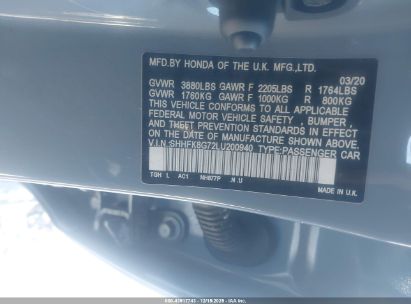 MFD.BY HONDA OF THE U.K. MFG.,LTD. 03/20
GVWR 3880LBS GAWR F 2205LBS R 1764LBS
GVWR 1760KG GAWR F 1000KG R 800KG
THIS VEHICLE CONFORMS TO ALL APPLICABLE
FEDERAL MOTOR VEHICLE SAFETY, BUMPER,
AND THEFT PREVENTION STANDARDS IN EFFECT
ON THE DATE OF MANUFACTURE SHOWN ABOVE.
V.I.N:SHHFK8G72LU200940 TYPE:PASSENGER CAR
TGH L AC1 NH877P N.U
MADE IN U.K.